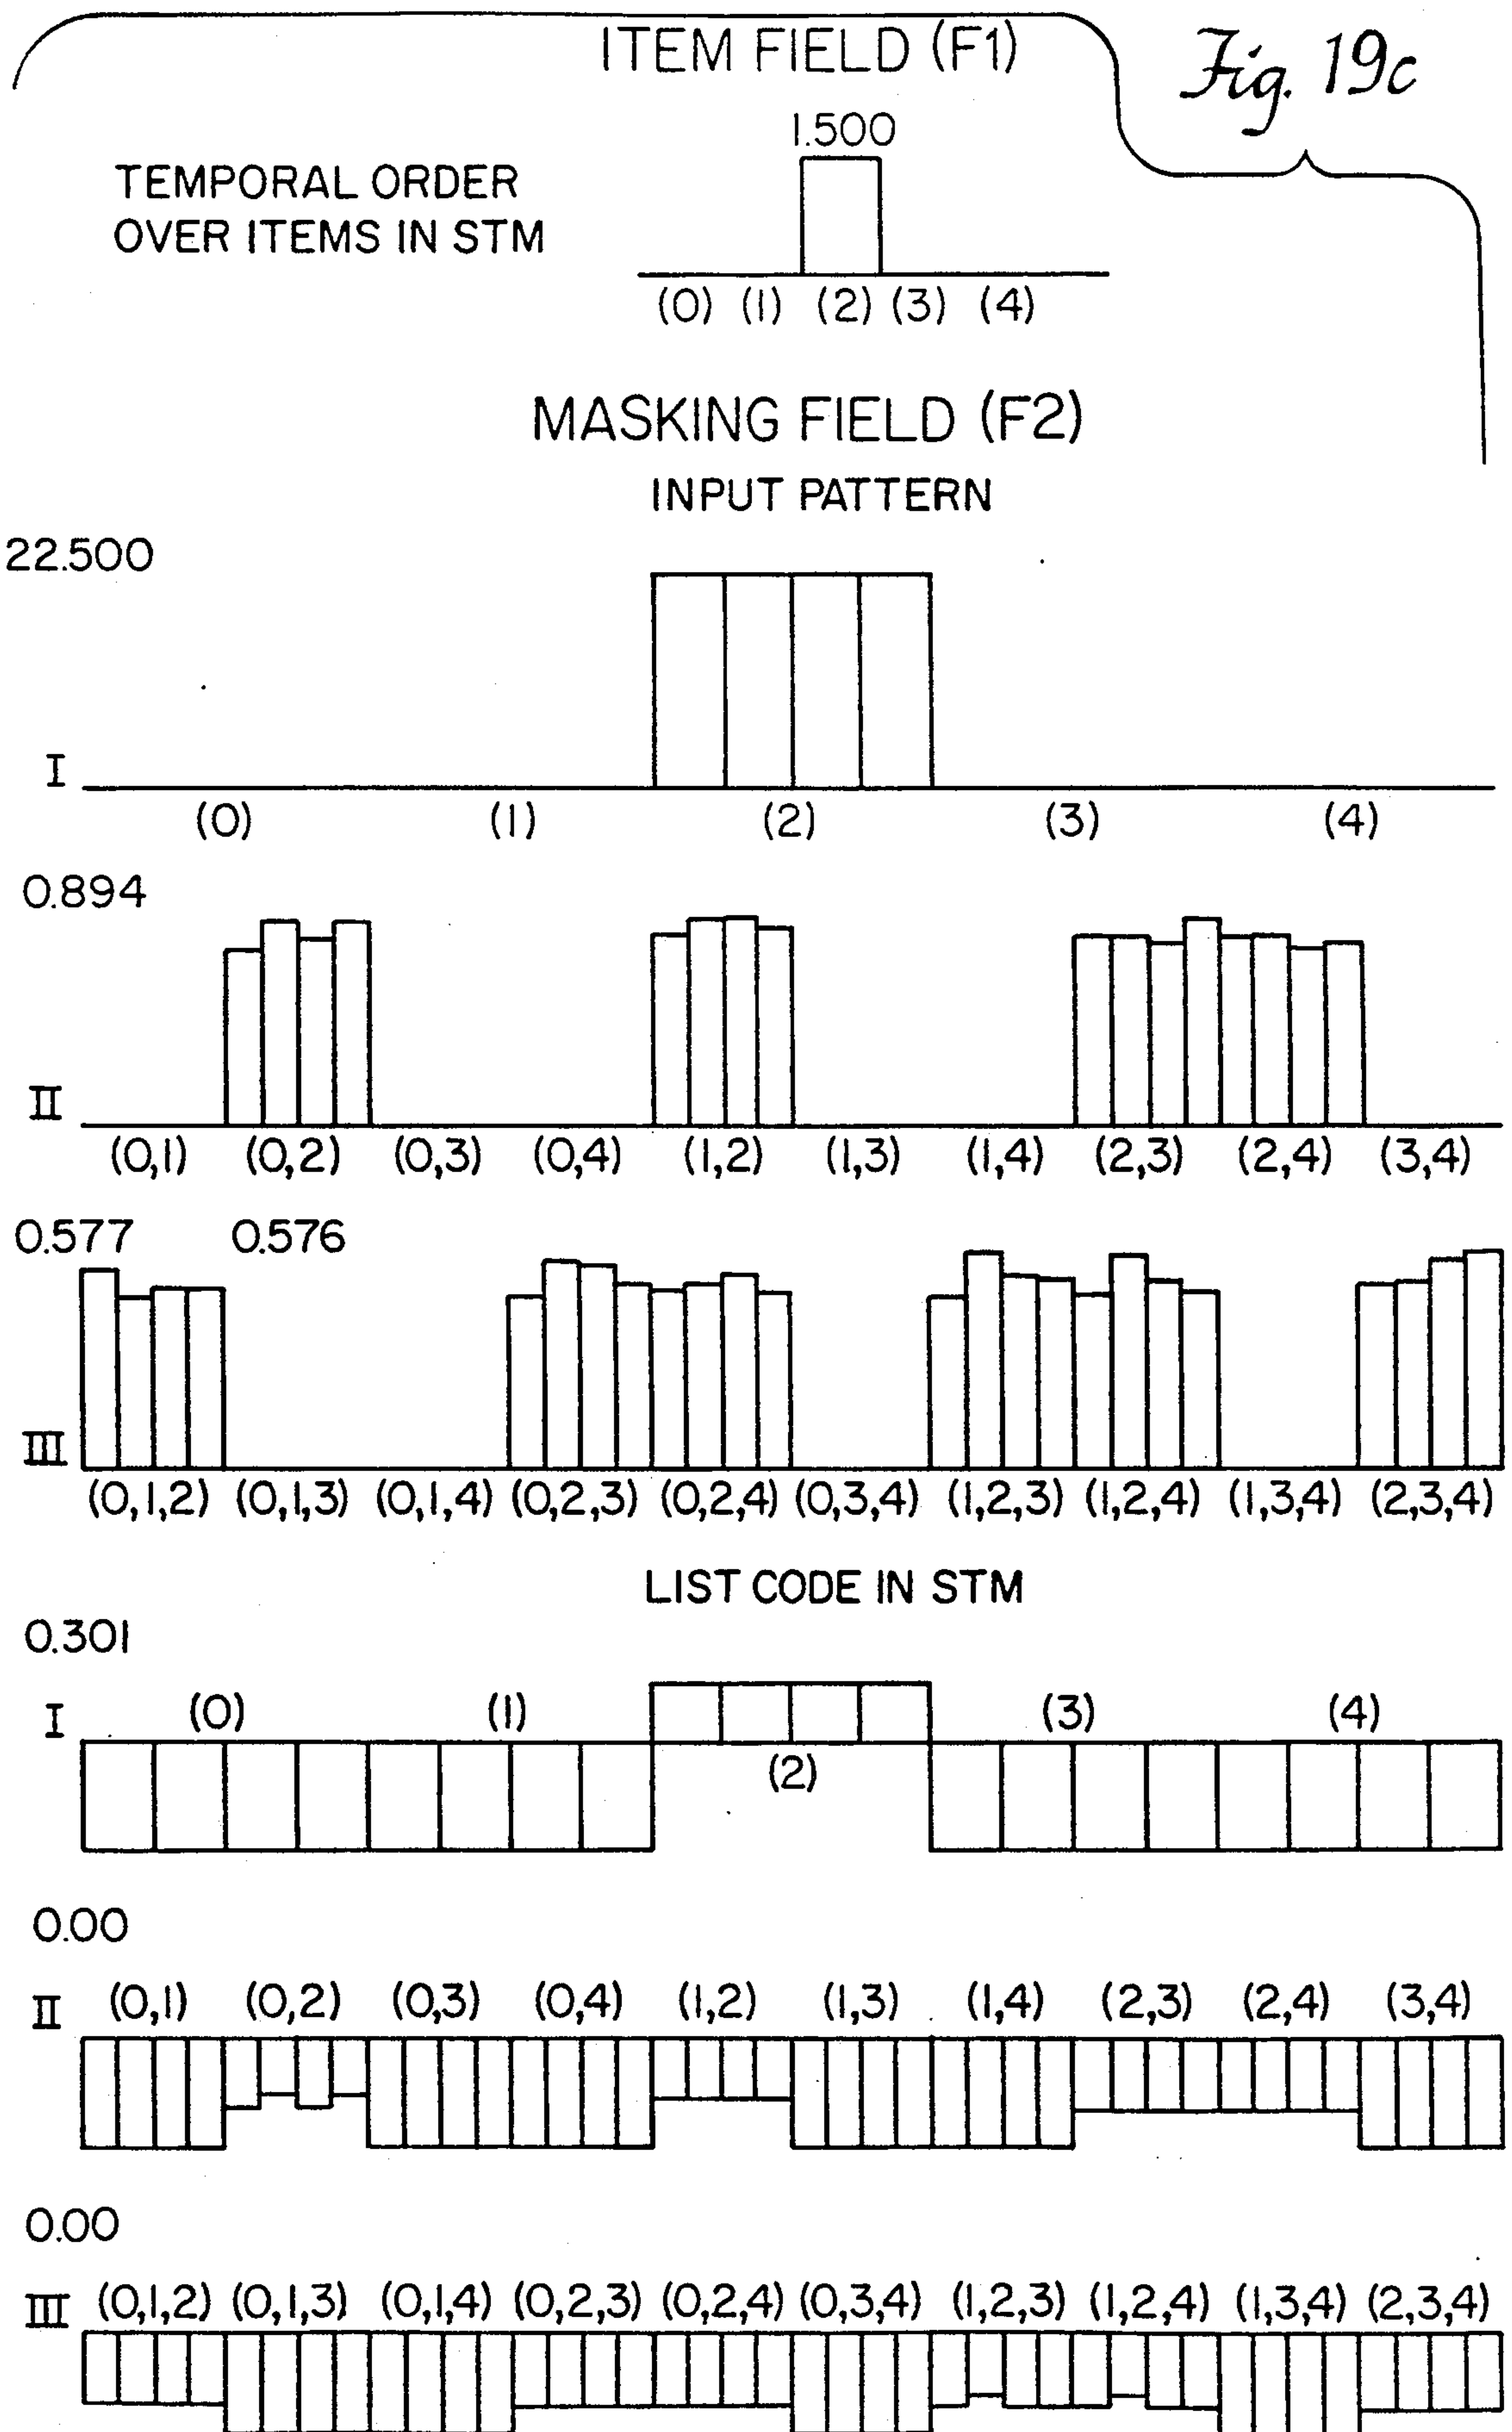 ITEM FIELD (F1)
Fig. 19c
1.500
TEMPORAL ORDER
OVER ITEMS IN STM
(0) (1) (2) (3) (4)
MASKING FIELD (F2)
INPUT PATTERN
22.500
I
(0) (1) (2) (3) (4)
0.894
II
(0,1) (0,2) (0,3) (0,4) (1,2) (1,3) (1,4) (2,3) (2,4) (3,4)
0.577 0.576
III
(0,1,2) (0,1,3) (0,1,4) (0,2,3) (0,2,4) (0,3,4) (1,2,3) (1,2,4) (1,3,4) (2,3,4)
LIST CODE IN STM
0.301
I (0) (1) (3) (4)
(2)
0.00
II (0,1) (0,2) (0,3) (0,4) (1,2) (1,3) (1,4) (2,3) (2,4) (3,4)
0.00
III (0,1,2) (0,1,3) (0,1,4) (0,2,3) (0,2,4) (0,3,4) (1,2,3) (1,2,4) (1,3,4) (2,3,4)